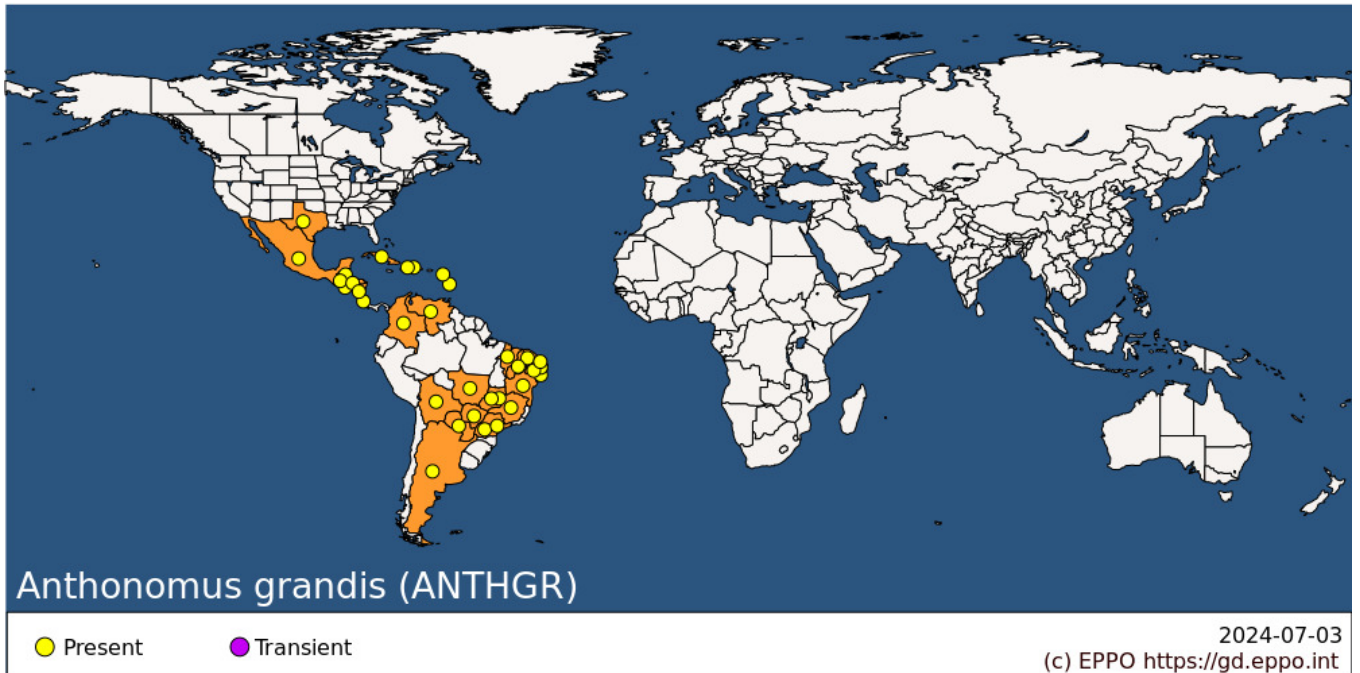 Anthonomus grandis (ANTHGR)
Present
Transient
2024-07-03
(c) EPPO https://gd.eppo.int